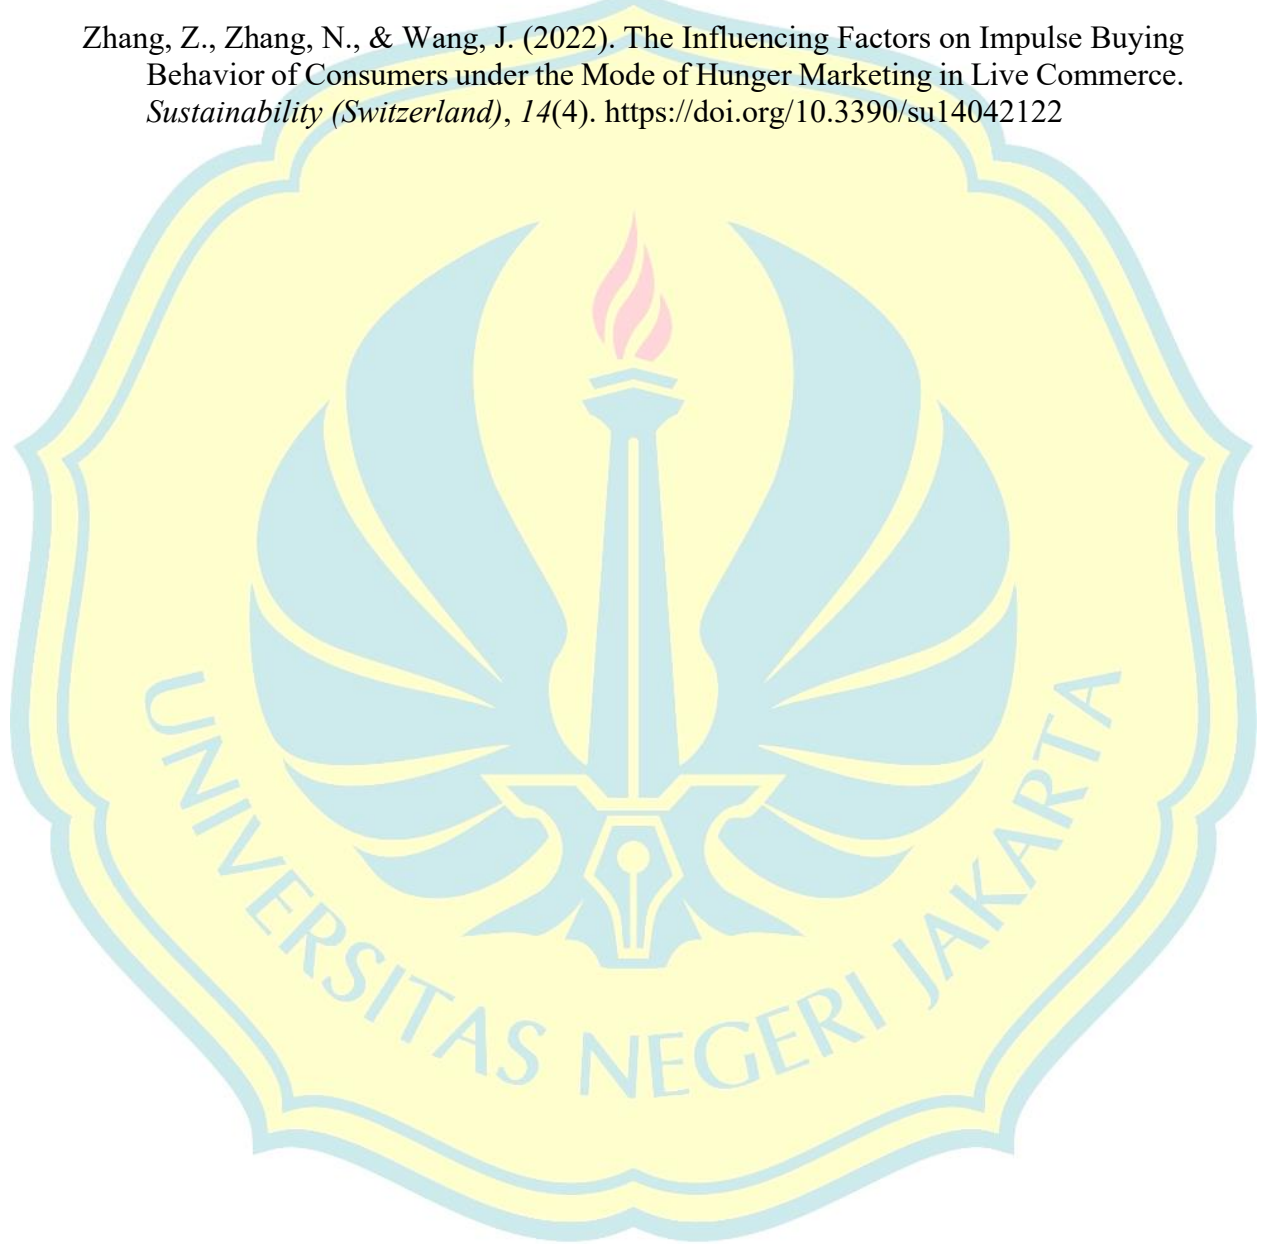 Zhang, Z., Zhang, N., & Wang, J. (2022). The Influencing Factors on Impulse Buying
Behavior of Consumers under the Mode of Hunger Marketing in Live Commerce.
Sustainability (Switzerland), 14(4). https://doi.org/10.3390/su14042122
UNIVERSITAS NEGERI JAKARTA